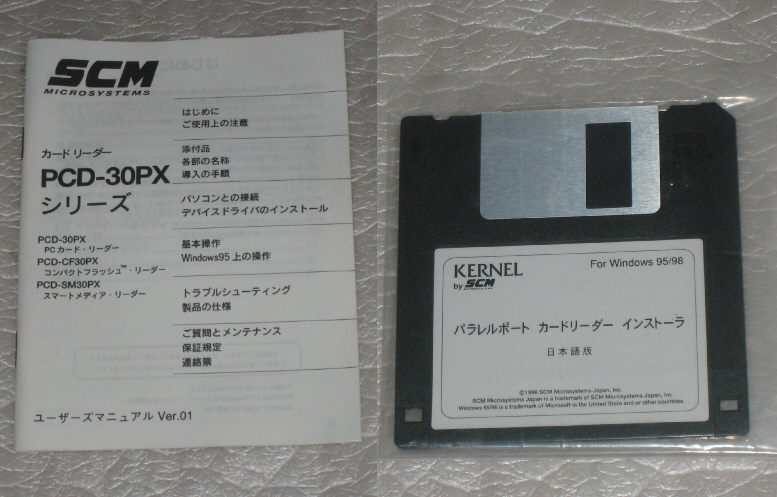 SCM
MICROSYSTEMS
はじめに
ご使用上の注意
カードリーダー
PCD-30PX
シリーズ
添付品
各部の名称
導入の手順
パソコンとの接続
デバイスドライバのインストール
PCD-30PX
PCカード・リーダー
PCD-CF30PX
コンパクトフラッシュ™・リーダー
PCD-SM30PX
スマートメディア・リーダー
基本操作
Windows95 上の操作
トラブルシューティング
製品の仕様
ご質問とメンテナンス
保証規定
連絡票
ユーザーズマニュアル Ver.01
KERNEL
by SCM
For Windows 95/98
パラレルポート カードリーダー インストーラ
日本語版
©1998 SCM Microsystems Japan, Inc.
SCM Microsystems Japan is a trademark of SCM Microsystems Japan, Inc.
Windows 95/98 is a trademark of Microsoft in the United States and or other countries.